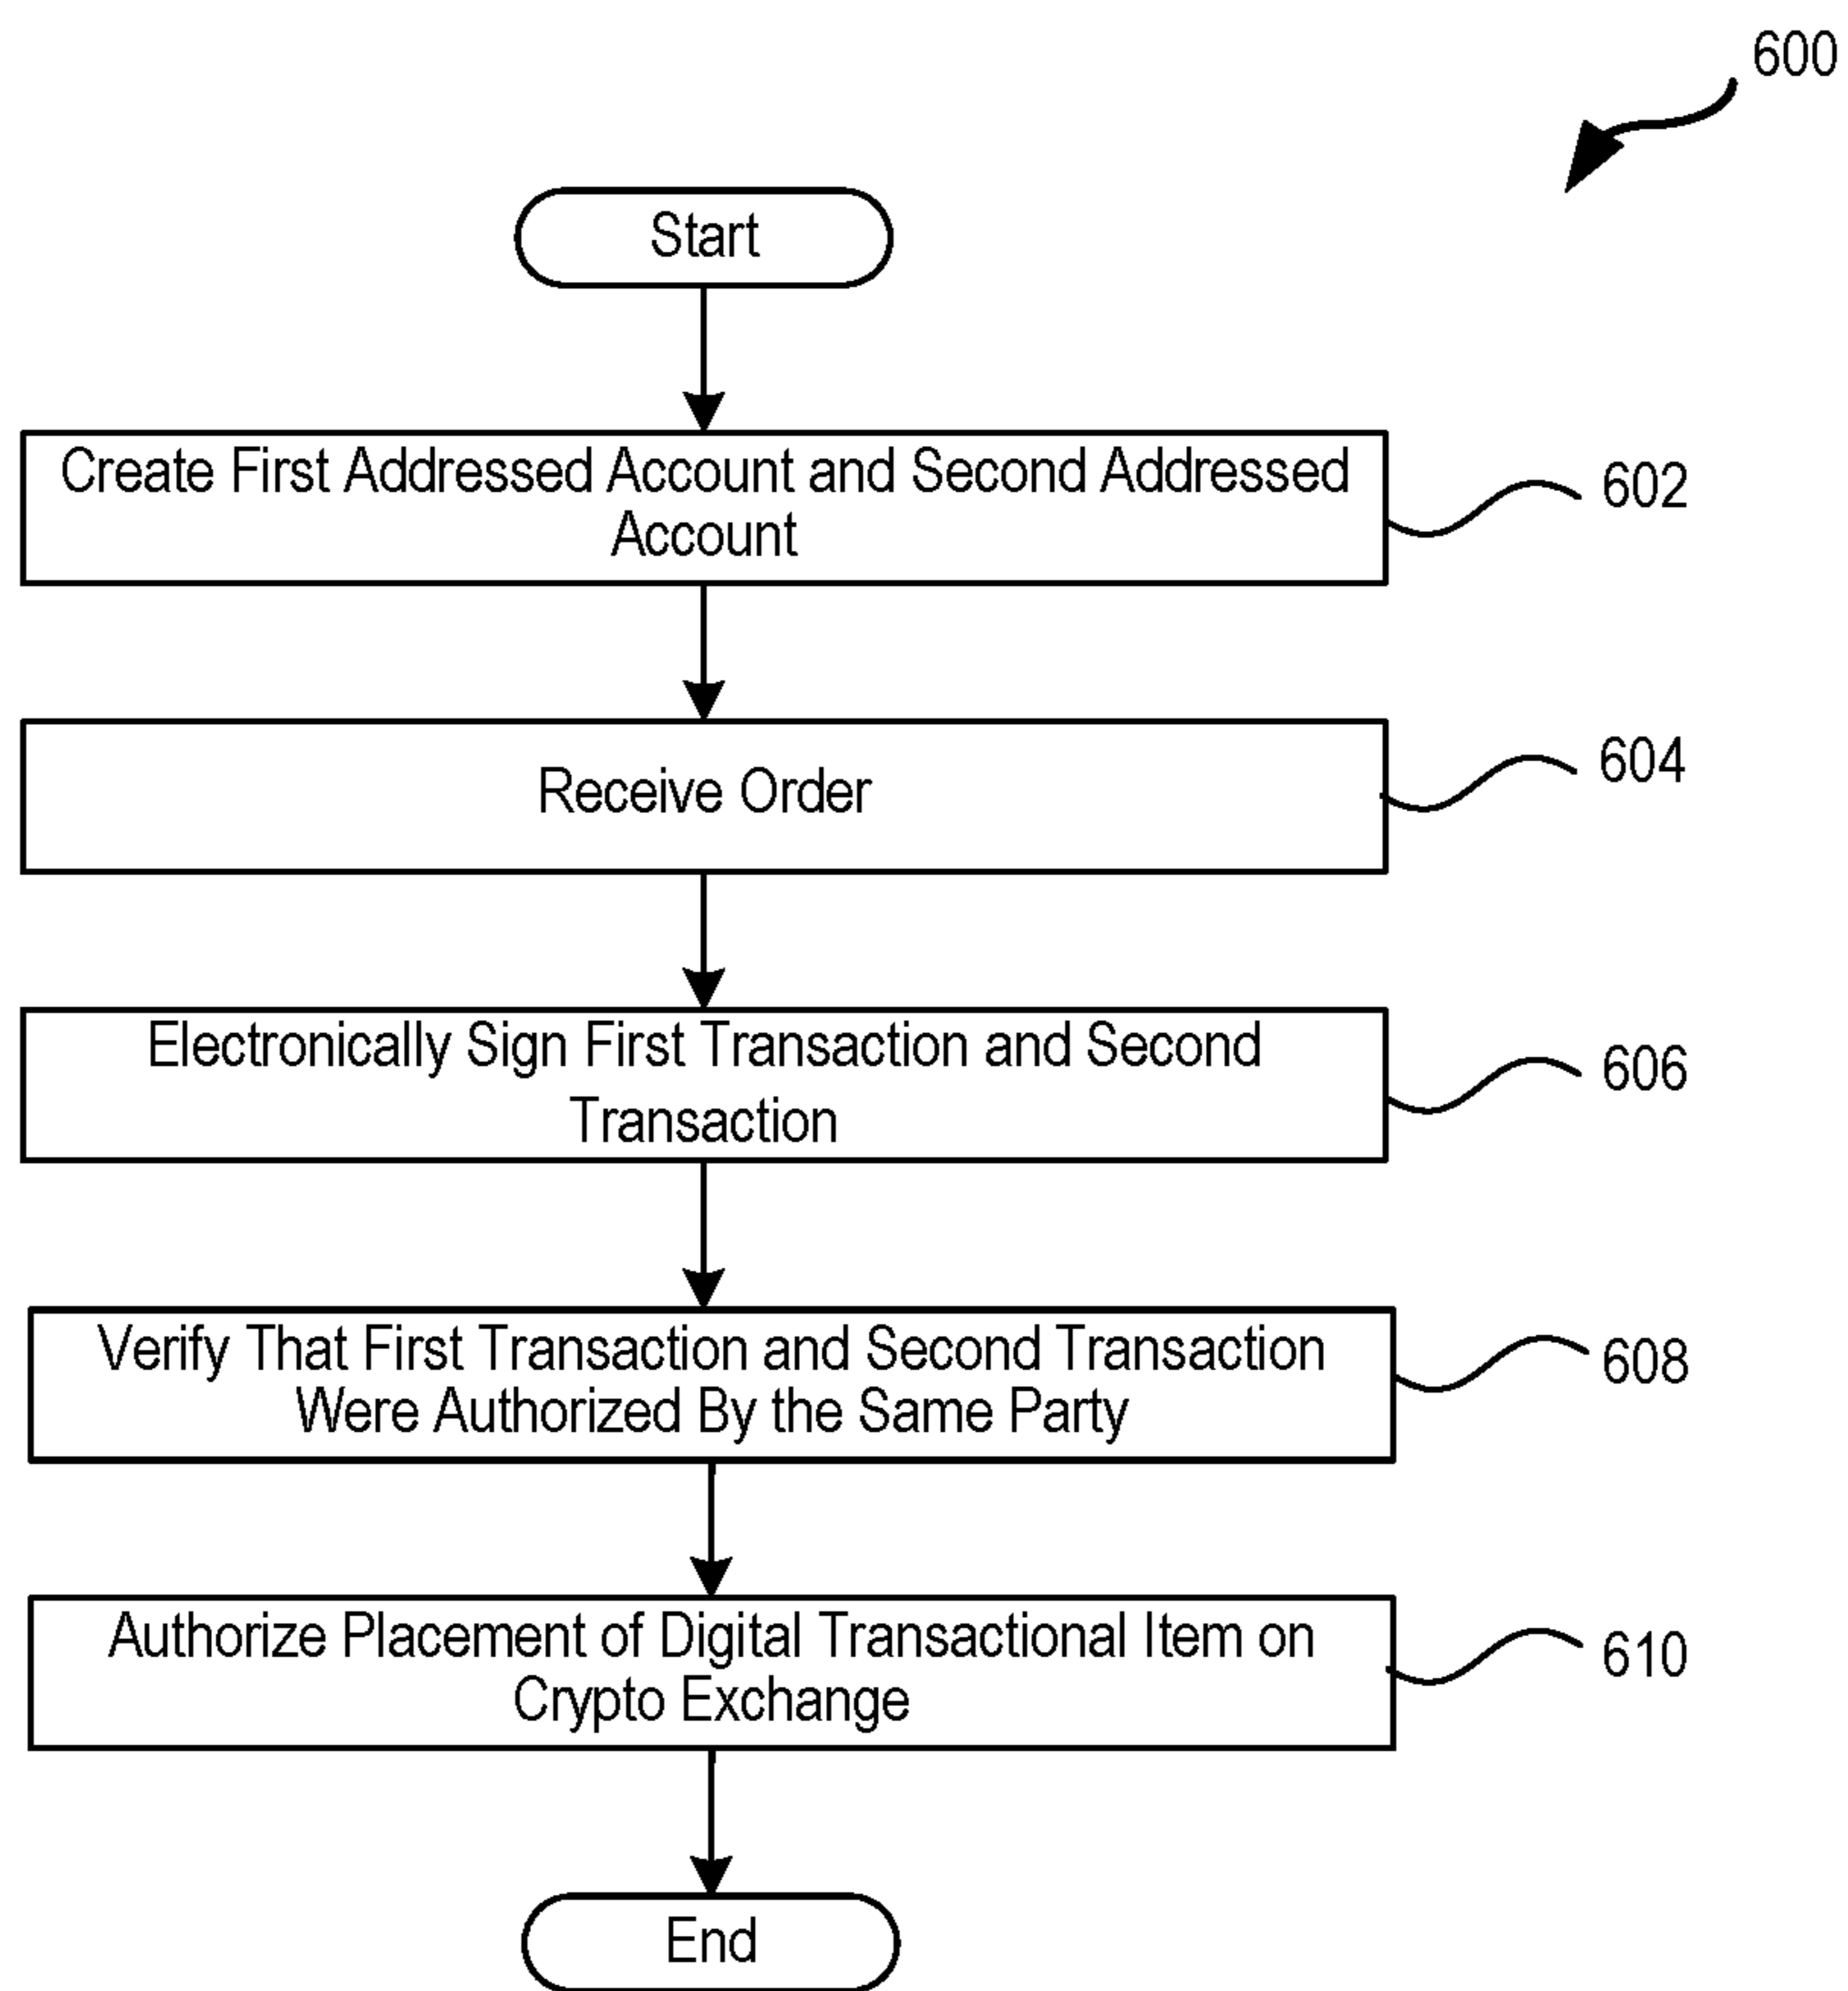 600
Start
Create First Addressed Account and Second Addressed
Account
602
Receive Order
604
Electronically Sign First Transaction and Second
Transaction
606
Verify That First Transaction and Second Transaction
Were Authorized By the Same Party
608
Authorize Placement of Digital Transactional Item on
Crypto Exchange
610
End